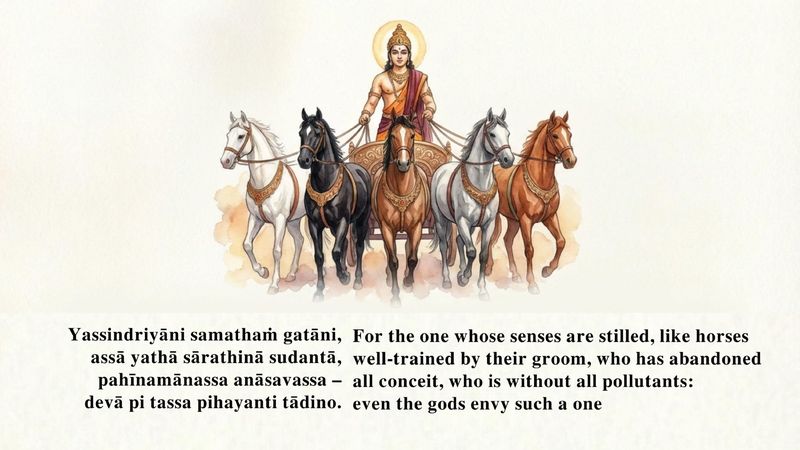 Yassindriyāni samathaṁ gatāni,
assā yathā sārathinā sudantā,
pahīnamānassa anāsavassa –
devā pi tassa pihayanti tādino.
For the one whose senses are stilled, like horses
well-trained by their groom, who has abandoned
all conceit, who is without all pollutants:
even the gods envy such a one